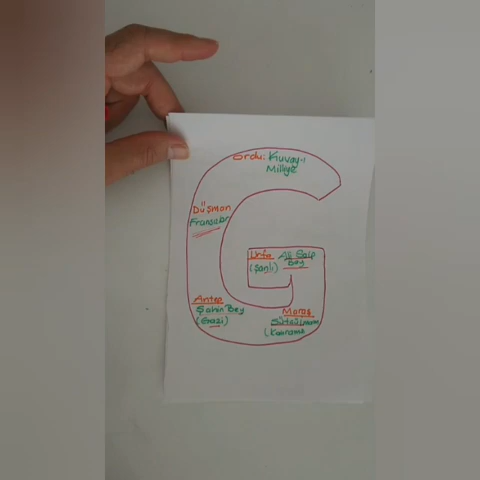 Ordu: Kuvay-ı
Milliye
Düşman
Fransızlar
Urfa Ali Saip
(Şanlı) Bey
Antep
Şahin Bey
(Gazi)
Maraş
Sütçüimam
(Kahraman